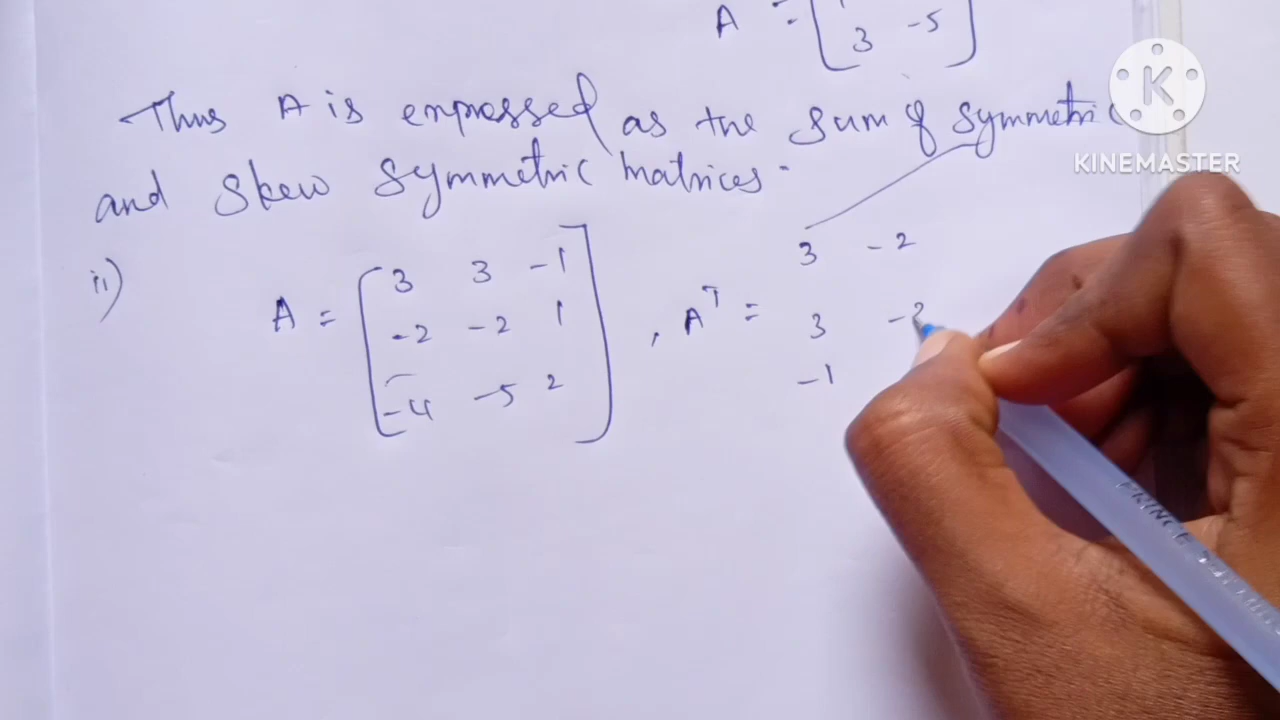 A = 3 -5
Thus A is expressed as the sum of symmetric
and skew symmetric matrices.
ii)
A = [ 3 3 -1
-2 -2 1
-4 -5 2 ]
, A^T =
3 -2
3 -2
-1
K
KINEMASTER
PRINCE